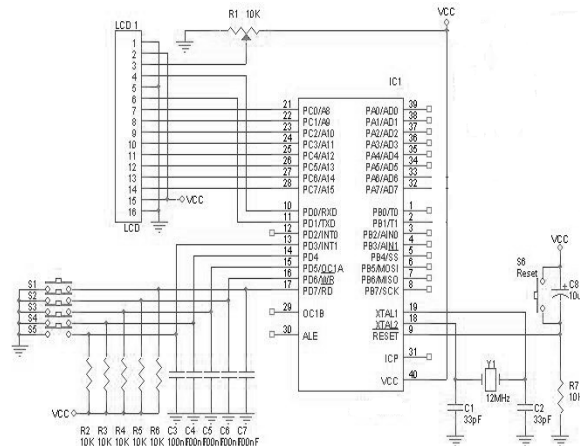 R1 10K
VCC
LCD 1
1
2
3
4
5
6
7
8
9
10
11
12
13
14
15
16
LCD
VCC
IC1
21 PC0/A8 PA0/AD0 39
22 PC1/A9 PA1/AD1 38
23 PC2/A10 PA2/AD2 37
24 PC3/A11 PA3/AD3 36
25 PC4/A12 PA4/AD4 35
26 PC5/A13 PA5/AD5 34
27 PC6/A14 PA6/AD6 33
28 PC7/A15 PA7/AD7 32
10 PD0/RXD PB0/T0 1
11 PD1/TXD PB1/T1 2
12 PD2/INT0 PB2/AIN0 3
13 PD3/INT1 PB3/AIN1 4
14 PD4 PB4/SS 5
15 PD5/OC1A PB5/MOSI 6
16 PD6/WR PB6/MISO 7
17 PD7/RD PB7/SCK 8
29 OC1B XTAL1 19
XTAL2 18
30 ALE RESET 9
ICP 31
VCC 40
S1
S2
S3
S4
S5
VCC
R2 R3 R4 R5 R6 C3 C4 C5 C6 C7
10K 10K 10K 10K 10K 100nF 00nF 00nF 00nF 00nF
VCC
S6
Reset
C8
10u
Y1
12MHz
C1
33pF
C2
33pF
R7
10K